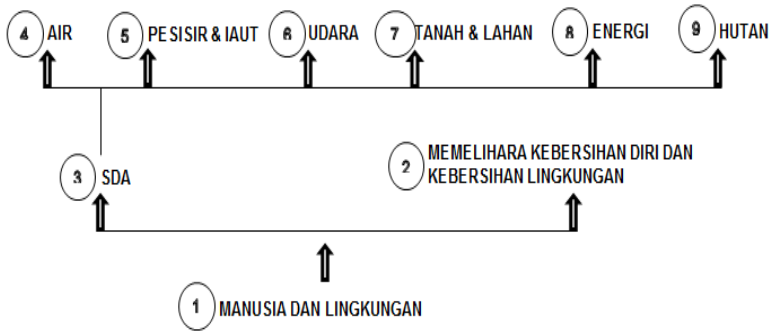 4 AIR
5 PESISIR & lAUT
6 UDARA
7 TANAH & LAHAN
8 ENERGI
9 HUTAN
3 SDA
2 MEMELIHARA KEBERSIHAN DIRI DAN
KEBERSIHAN LINGKUNGAN
1 MANUSIA DAN LINGKUNGAN